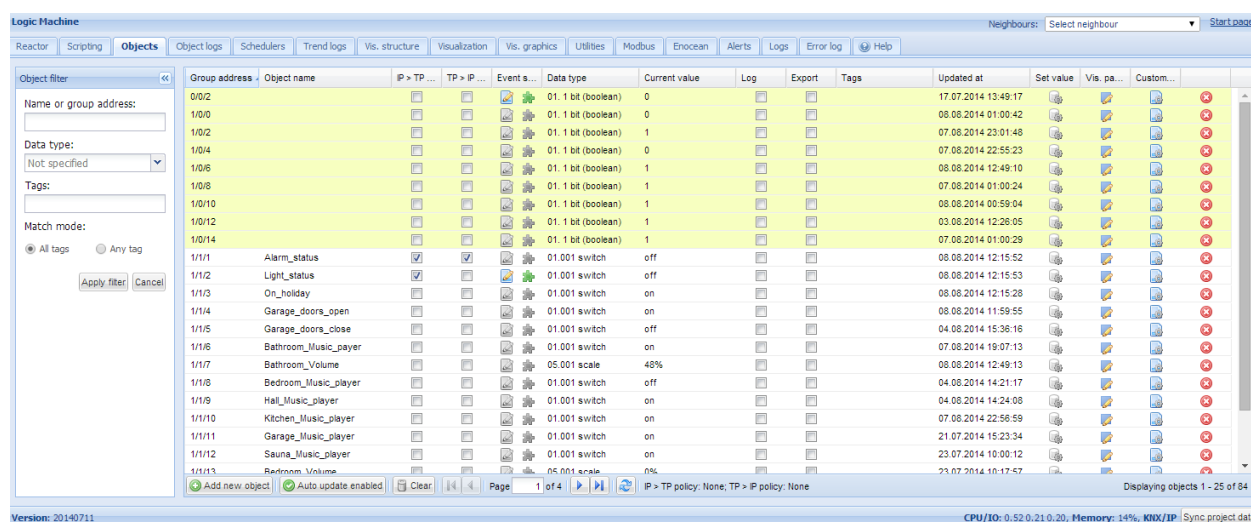 Logic Machine
Neighbours: Select neighbour Start page
Reactor Scripting Objects Object logs Schedulers Trend logs Vis. structure Visualization Vis. graphics Utilities Modbus Enocean Alerts Logs Error log Help
Object filter
Name or group address:
Data type:
Not specified
Tags:
Match mode:
All tags Any tag
Apply filter Cancel
Group address Object name IP > TP ... TP > IP ... Event s... Data type Current value Log Export Tags Updated at Set value Vis. pa... Custom...
0/0/2 01. 1 bit (boolean) 0 17.07.2014 13:49:17
1/0/0 01. 1 bit (boolean) 0 08.08.2014 01:00:42
1/0/2 01. 1 bit (boolean) 1 07.08.2014 23:01:48
1/0/4 01. 1 bit (boolean) 0 07.08.2014 22:55:23
1/0/6 01. 1 bit (boolean) 1 08.08.2014 12:49:10
1/0/8 01. 1 bit (boolean) 1 07.08.2014 01:00:24
1/0/10 01. 1 bit (boolean) 1 08.08.2014 00:59:04
1/0/12 01. 1 bit (boolean) 1 03.08.2014 12:26:05
1/0/14 01. 1 bit (boolean) 1 07.08.2014 01:00:29
1/1/1 Alarm_status 01.001 switch off 08.08.2014 12:15:52
1/1/2 Light_status 01.001 switch off 08.08.2014 12:15:53
1/1/3 On_holiday 01.001 switch on 08.08.2014 12:15:28
1/1/4 Garage_doors_open 01.001 switch on 08.08.2014 11:59:55
1/1/5 Garage_doors_close 01.001 switch off 04.08.2014 15:36:16
1/1/6 Bathroom_Music_payer 01.001 switch on 07.08.2014 19:07:13
1/1/7 Bathroom_Volume 05.001 scale 48% 08.08.2014 12:49:13
1/1/8 Bedroom_Music_player 01.001 switch off 04.08.2014 14:21:17
1/1/9 Hall_Music_player 01.001 switch on 04.08.2014 14:24:08
1/1/10 Kitchen_Music_player 01.001 switch on 07.08.2014 22:56:59
1/1/11 Garage_Music_player 01.001 switch on 21.07.2014 15:23:34
1/1/12 Sauna_Music_player 01.001 switch on 23.07.2014 10:00:12
1/1/13 Bedroom_Volume 05.001 scale 0% 23.07.2014 10:17:57
Add new object Auto update enabled Clear Page 1 of 4 IP > TP policy: None; TP > IP policy: None Displaying objects 1 - 25 of 84
Version: 20140711 CPU/IO: 0.52 0.21 0.20, Memory: 14%, KNX/IP Sync project dat